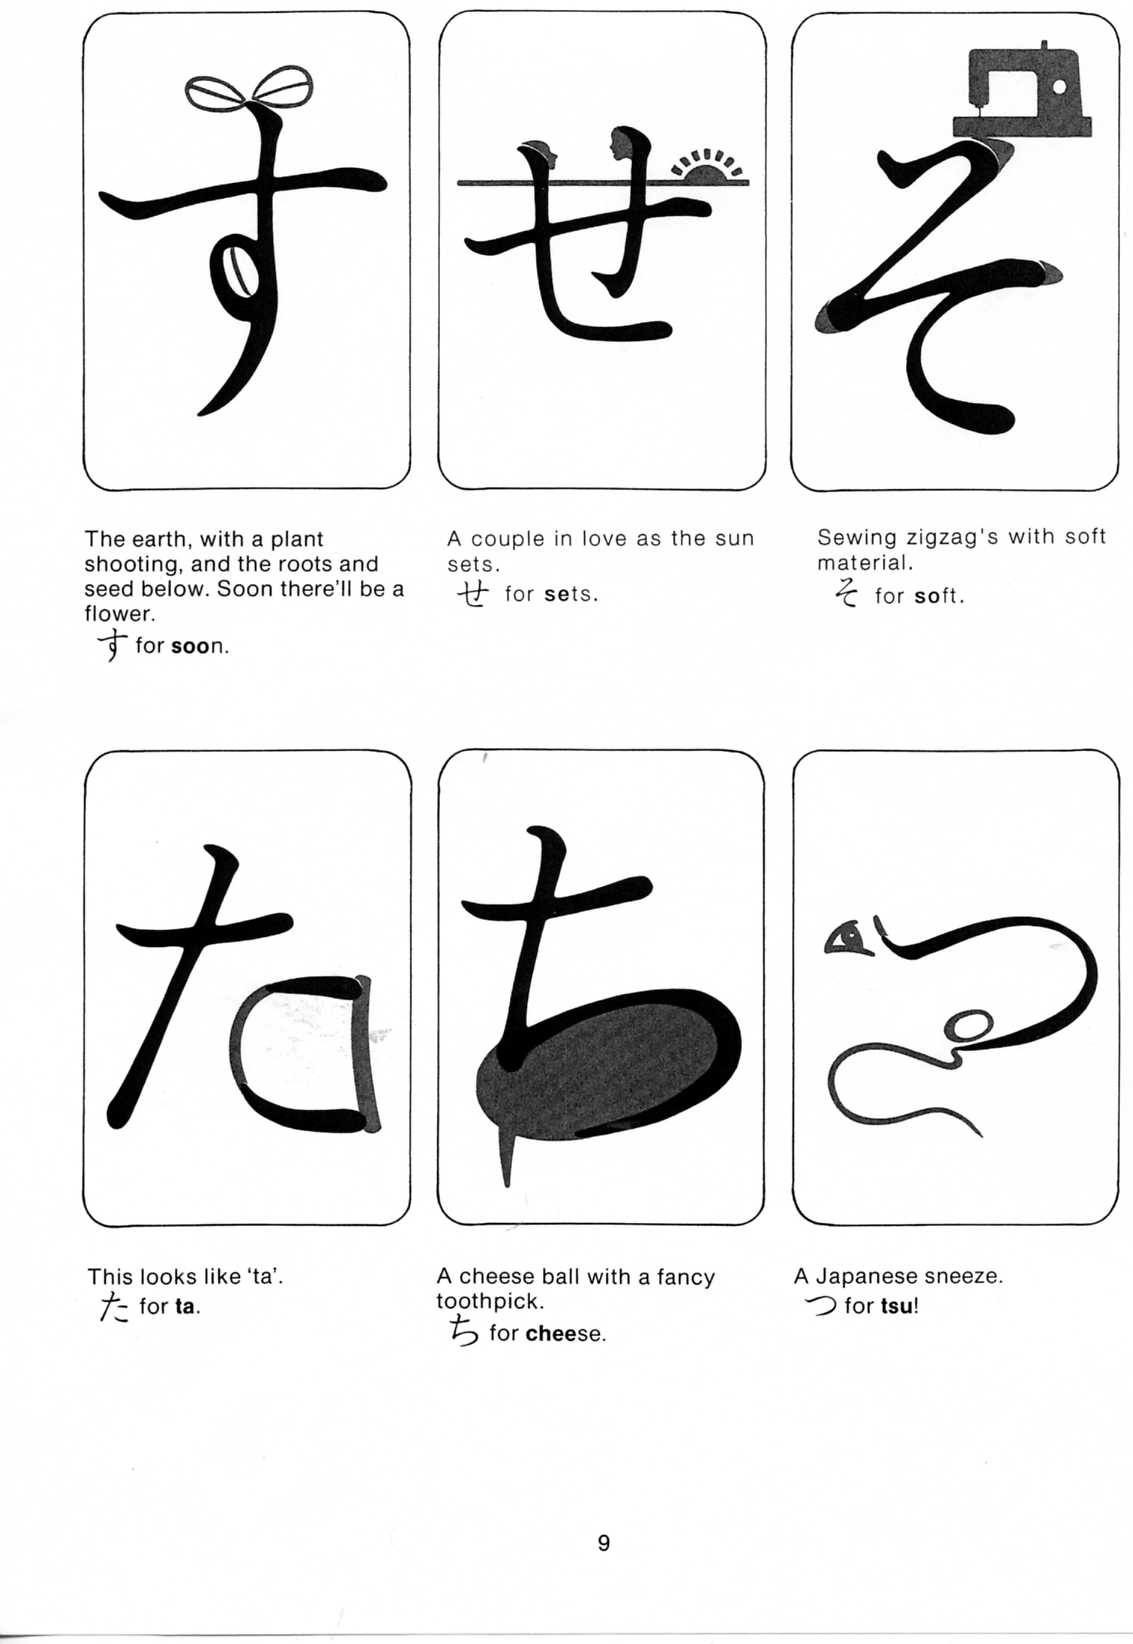 す
せ
そ
The earth, with a plant
shooting, and the roots and
seed below. Soon there'll be a
flower.
す for soon.
A couple in love as the sun
sets.
せ for sets.
Sewing zigzag's with soft
material.
そ for soft.
た
ち
つ
This looks like 'ta'.
た for ta.
A cheese ball with a fancy
toothpick.
ち for cheese.
A Japanese sneeze.
つ for tsu!
9